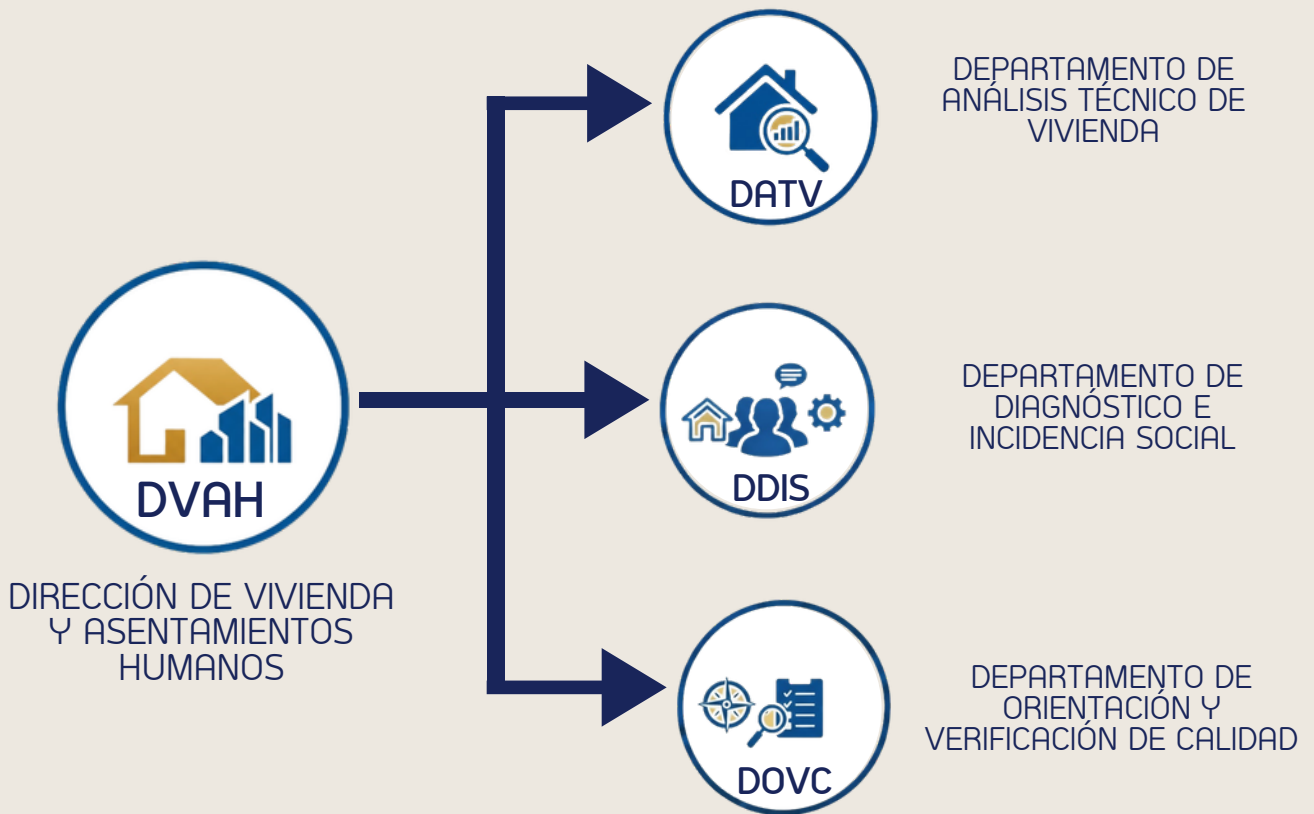 DVAH
DIRECCIÓN DE VIVIENDA
Y ASENTAMIENTOS
HUMANOS
DATV
DEPARTAMENTO DE
ANÁLISIS TÉCNICO DE
VIVIENDA
DDIS
DEPARTAMENTO DE
DIAGNÓSTICO E
INCIDENCIA SOCIAL
DOVC
DEPARTAMENTO DE
ORIENTACIÓN Y
VERIFICACIÓN DE CALIDAD